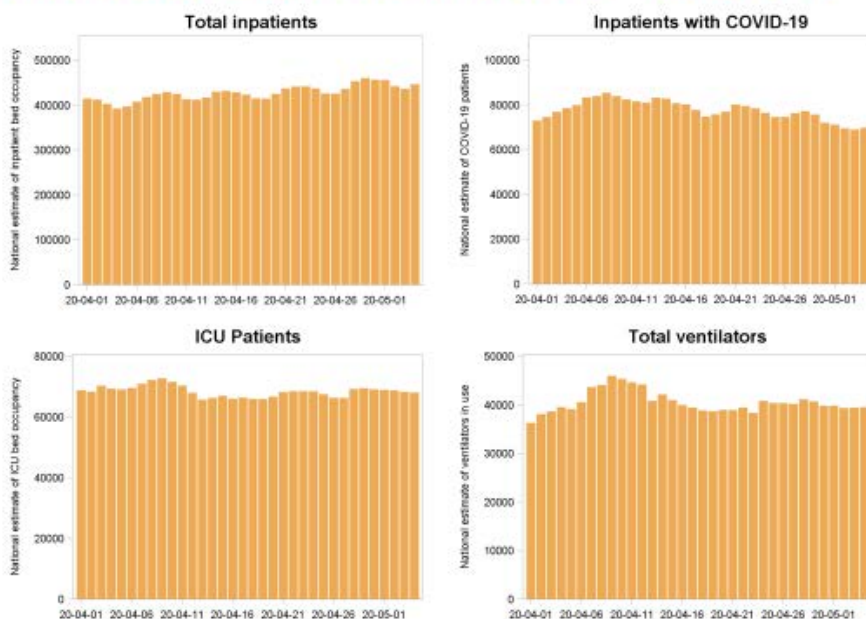 Total inpatients
National estimate of inpatient bed occupancy
500000
400000
300000
200000
100000
0
20-04-01 20-04-06 20-04-11 20-04-16 20-04-21 20-04-26 20-05-01
Inpatients with COVID-19
National estimate of COVID-19 patients
100000
80000
60000
40000
20000
0
20-04-01 20-04-06 20-04-11 20-04-16 20-04-21 20-04-26 20-05-01
ICU Patients
National estimate of ICU bed occupancy
80000
60000
40000
20000
0
20-04-01 20-04-06 20-04-11 20-04-16 20-04-21 20-04-26 20-05-01
Total ventilators
National estimate of ventilators in use
50000
40000
30000
20000
10000
0
20-04-01 20-04-06 20-04-11 20-04-16 20-04-21 20-04-26 20-05-01